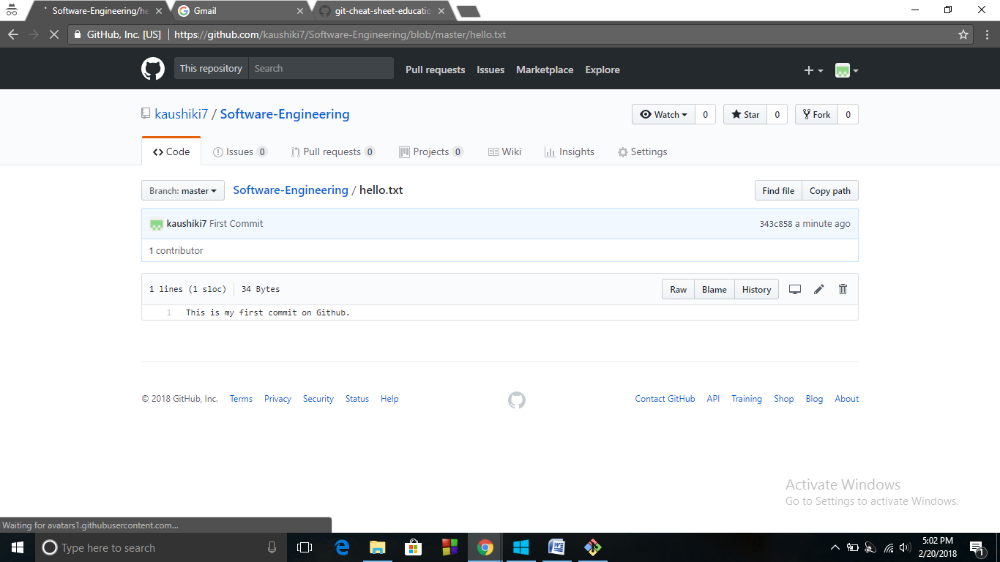 Software-Engineering/he
Gmail
git-cheat-sheet-educatio
GitHub, Inc. [US] https://github.com/kaushiki7/Software-Engineering/blob/master/hello.txt
This repository Search Pull requests Issues Marketplace Explore
kaushiki7 / Software-Engineering Watch 0 Star 0 Fork 0
Code Issues 0 Pull requests 0 Projects 0 Wiki Insights Settings
Branch: master Software-Engineering / hello.txt Find file Copy path
kaushiki7 First Commit 343c858 a minute ago
1 contributor
1 lines (1 sloc) 34 Bytes Raw Blame History
1 This is my first commit on Github.
© 2018 GitHub, Inc. Terms Privacy Security Status Help Contact GitHub API Training Shop Blog About
Activate Windows
Go to Settings to activate Windows.
Waiting for avatars1.githubusercontent.com...
Type here to search
5:02 PM
2/20/2018
1